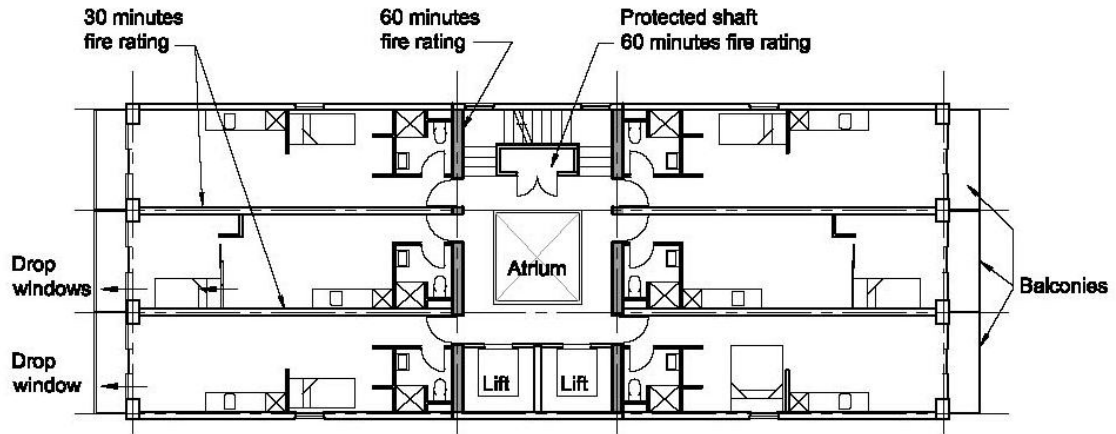 30 minutes
fire rating
60 minutes
fire rating
Protected shaft
60 minutes fire rating
Drop
windows
Atrium
Balconies
Drop
window
Lift
Lift